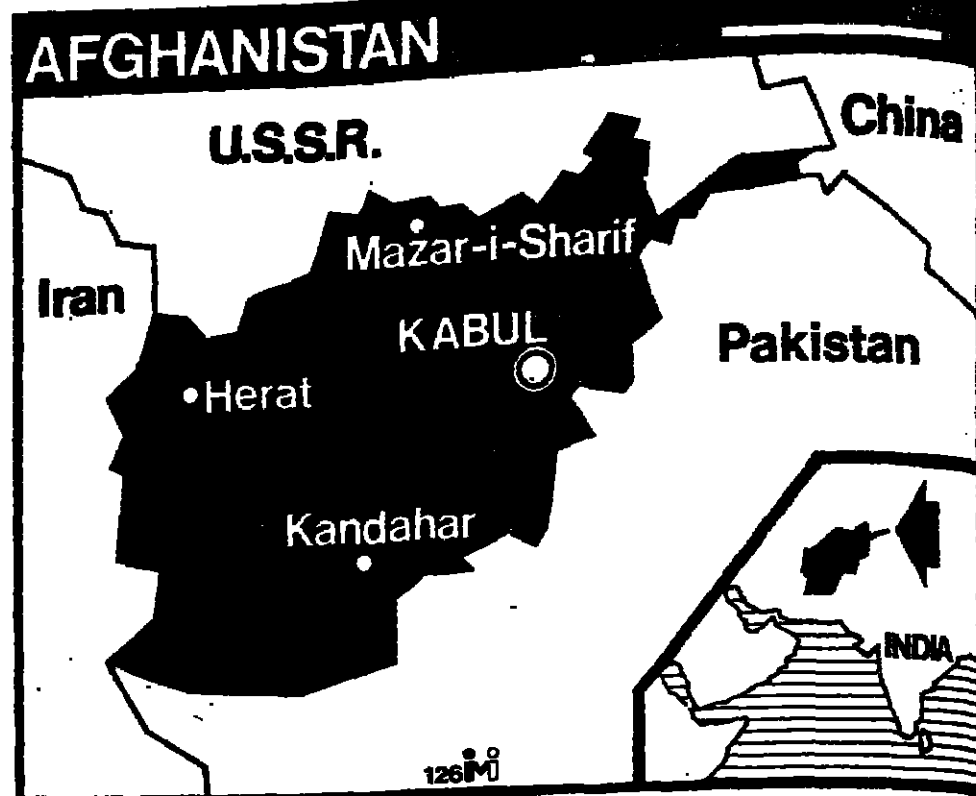 AFGHANISTAN
U.S.S.R.
China
Mazar-i-Sharif
Iran
KABUL
Pakistan
Herat
Kandahar
INDIA
126